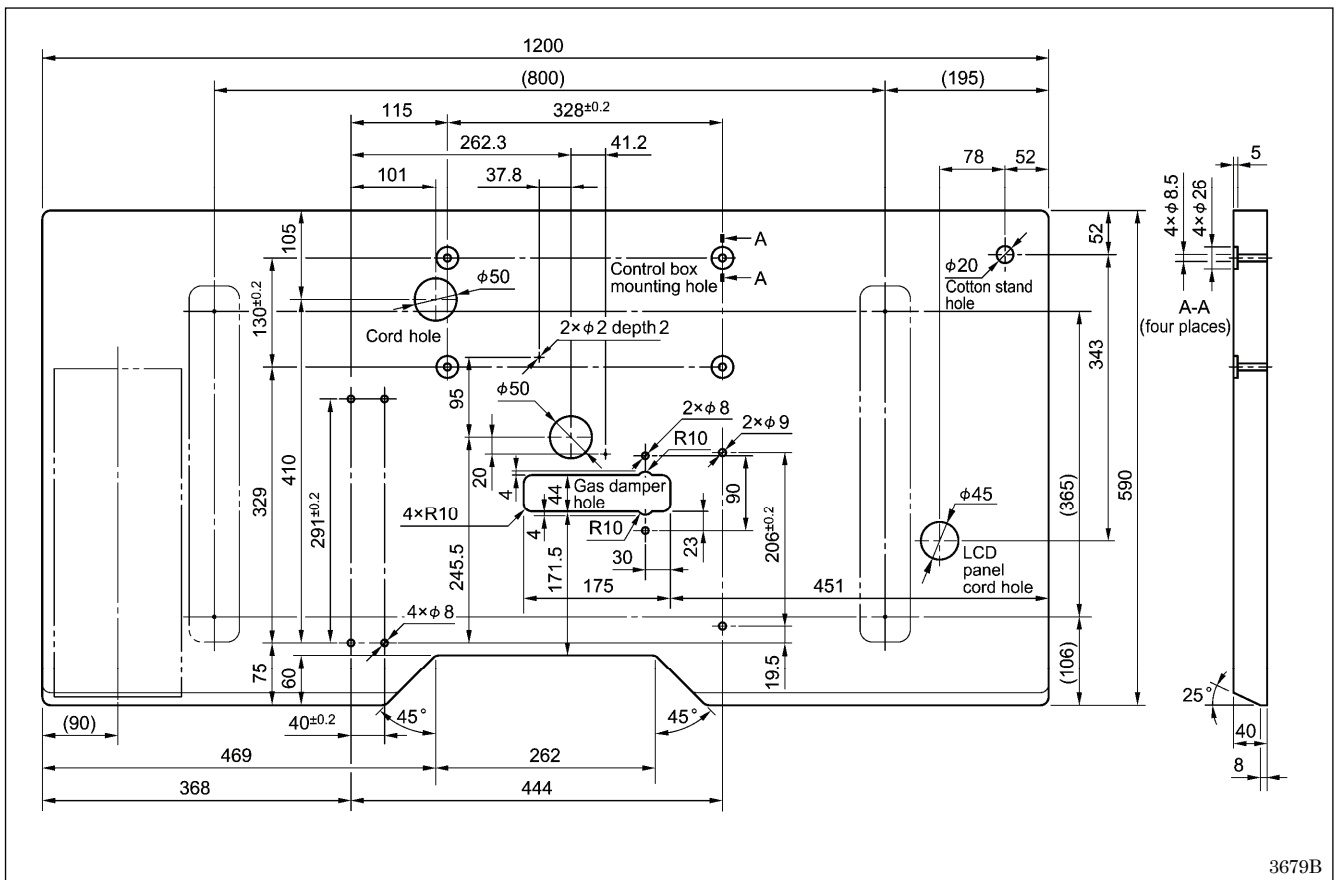 1200
(800)
(195)
115
328±0.2
262.3
41.2
78
52
5
101
37.8
4×φ8.5
4×φ26
105
A
52
Control box
mounting hole
A
φ20
Cotton stand
hole
φ50
130±0.2
A-A
(four places)
Cord hole
2×φ2 depth 2
343
95
φ50
2×φ8
2×φ9
R10
20
410
329
291±0.2
4
44
Gas damper
hole
90
590
(365)
φ45
4×R10
4
R10
23
206±0.2
LCD
panel
cord hole
245.5
171.5
30
175
451
4×φ8
75
60
19.5
(106)
25°
(90)
40±0.2
45°
45°
40
469
262
8
368
444
3679B